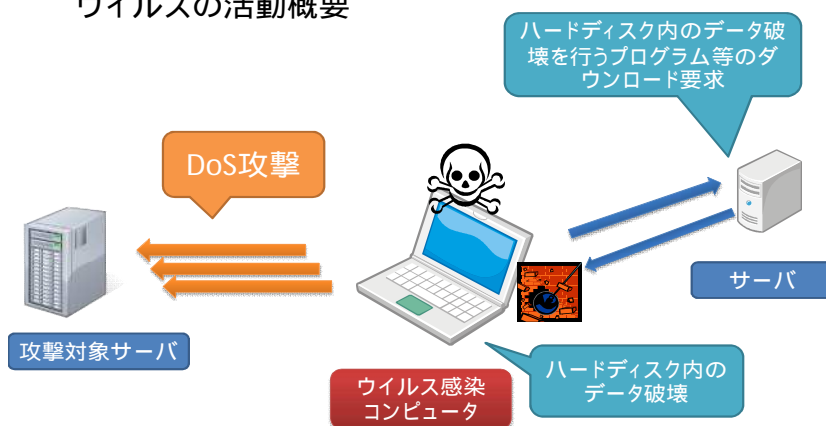 ウイルスの活動概要
ハードディスク内のデータ破
壊を行うプログラム等のダ
ウンロード要求
DoS攻撃
サーバ
攻撃対象サーバ
ウイルス感染
コンピュータ
ハードディスク内の
データ破壊